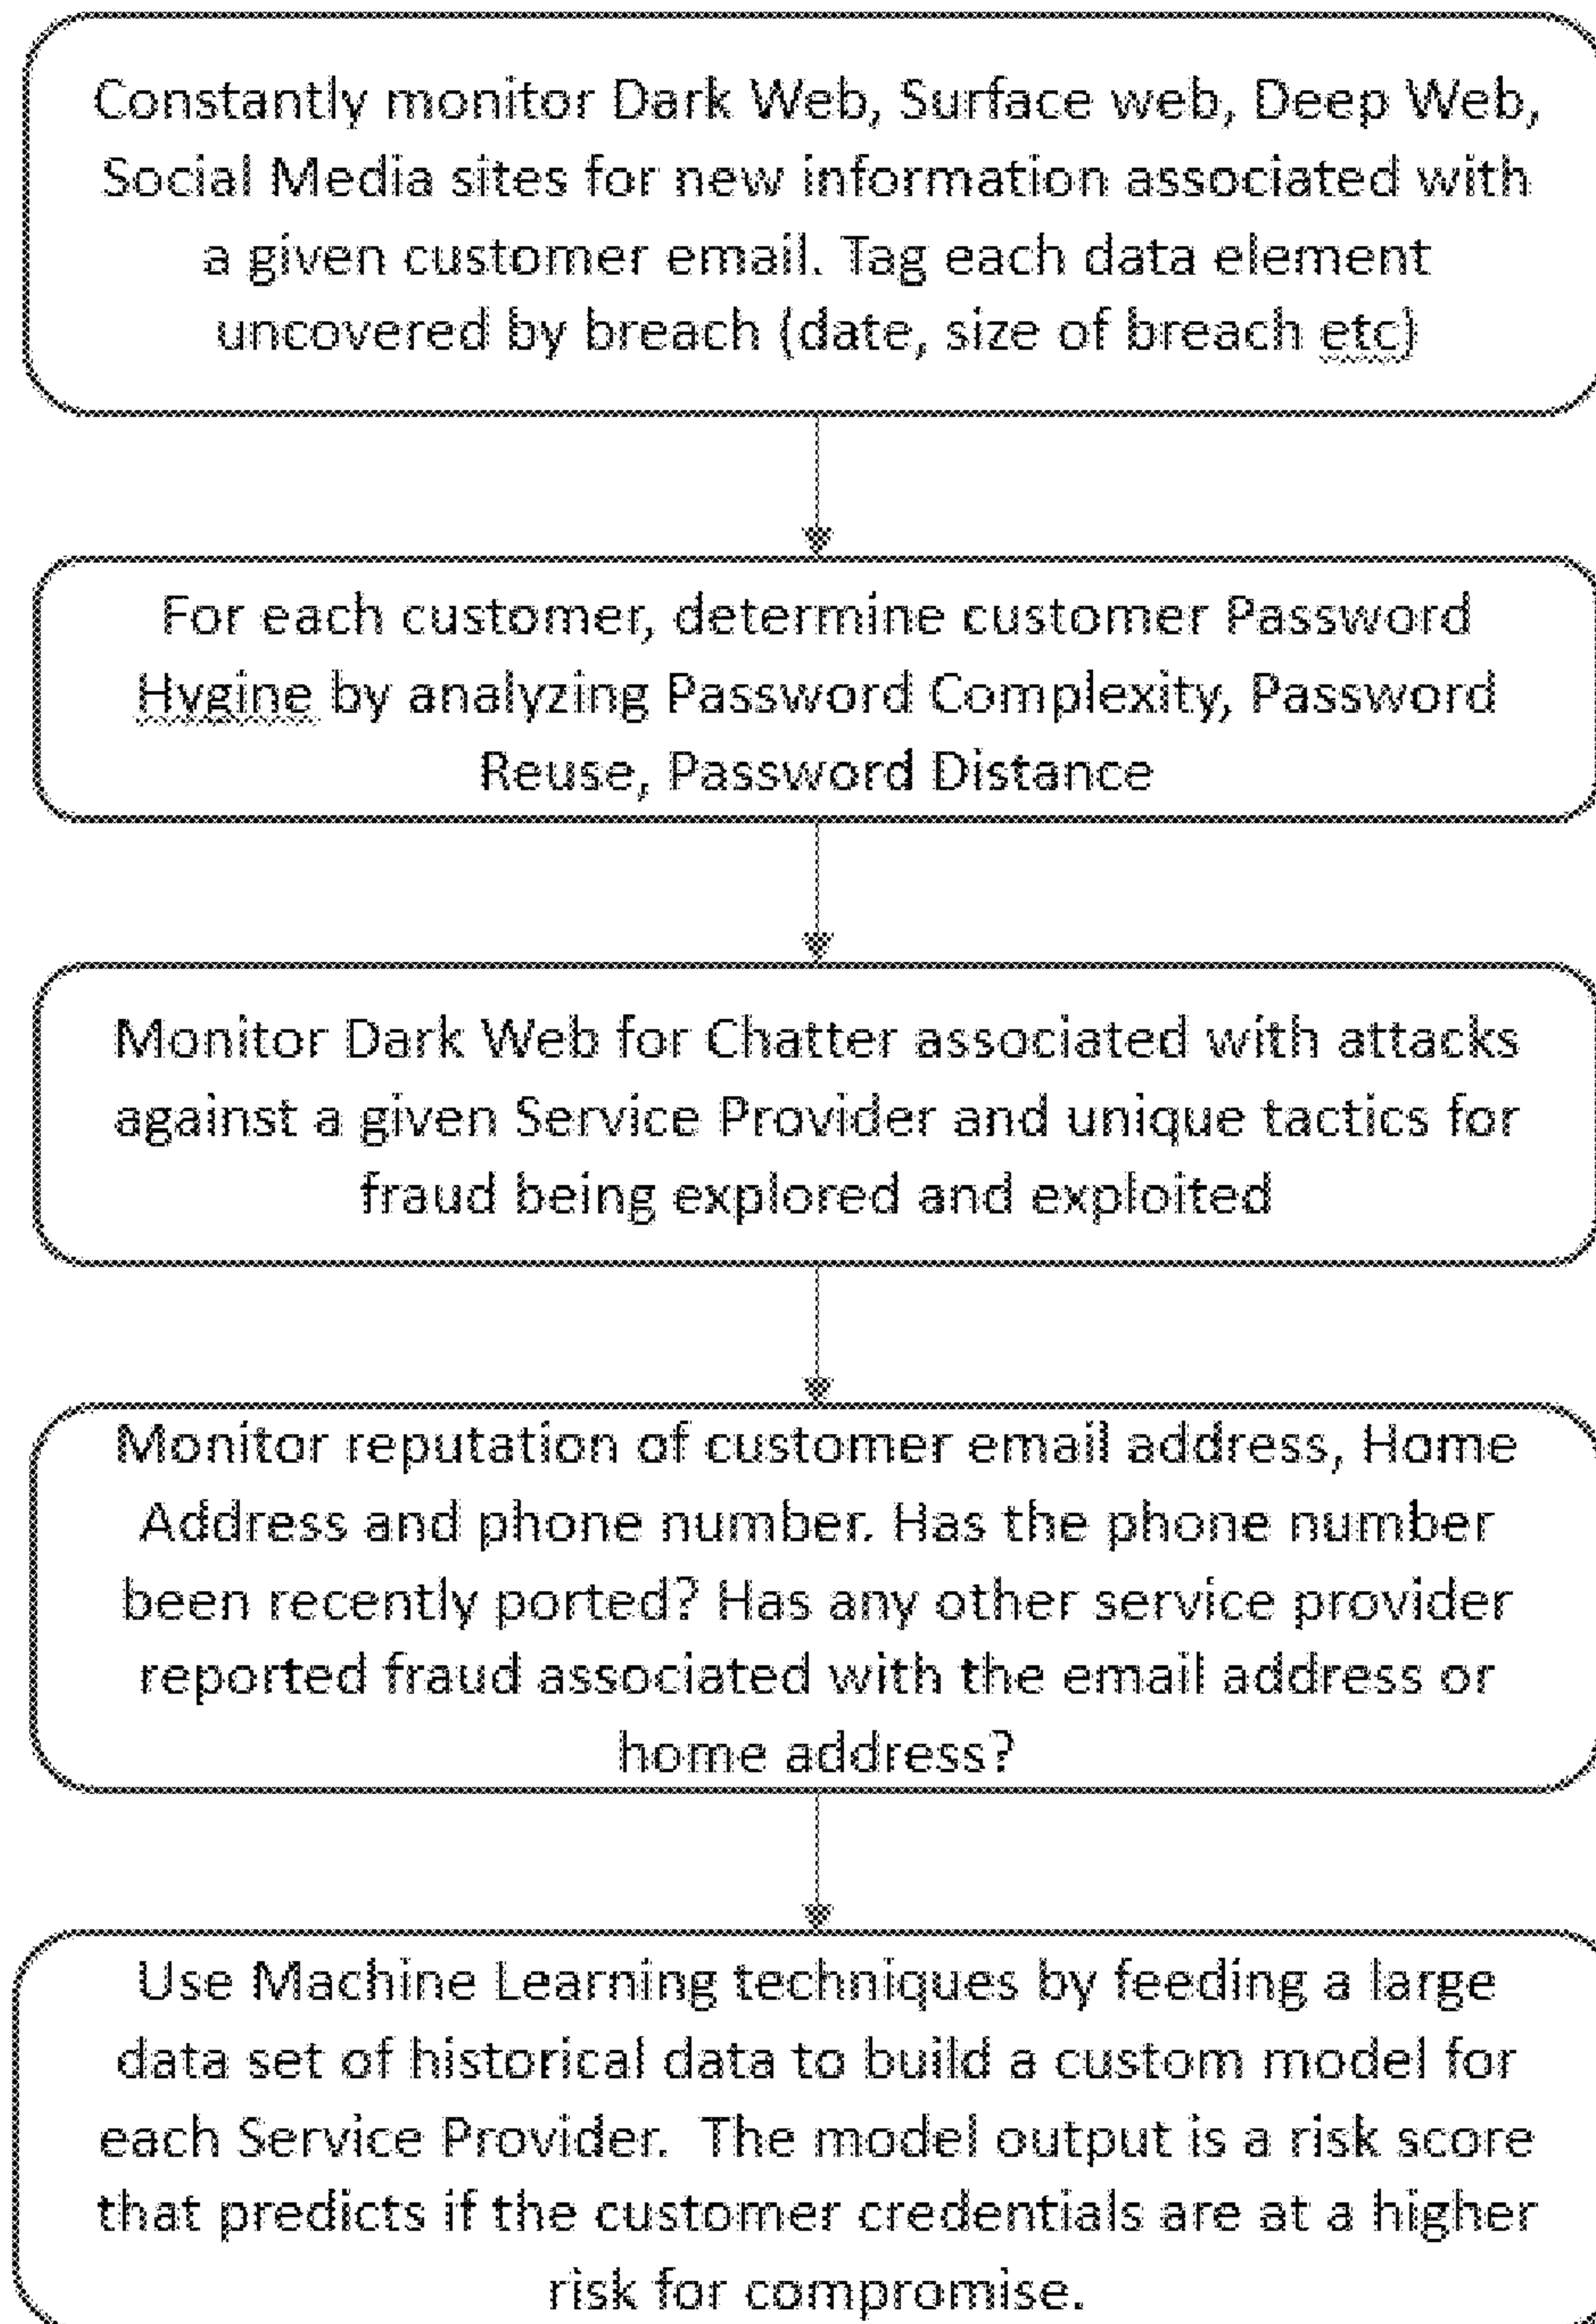 Constantly monitor Dark Web, Surface web, Deep Web,
Social Media sites for new information associated with
a given customer email. Tag each data element
uncovered by breach (date, size of breach etc)
For each customer, determine customer Password
Hygine by analyzing Password Complexity, Password
Reuse, Password Distance
Monitor Dark Web for Chatter associated with attacks
against a given Service Provider and unique tactics for
fraud being explored and exploited
Monitor reputation of customer email address, Home
Address and phone number. Has the phone number
been recently ported? Has any other service provider
reported fraud associated with the email address or
home address?
Use Machine Learning techniques by feeding a large
data set of historical data to build a custom model for
each Service Provider.  The model output is a risk score
that predicts if the customer credentials are at a higher
risk for compromise.